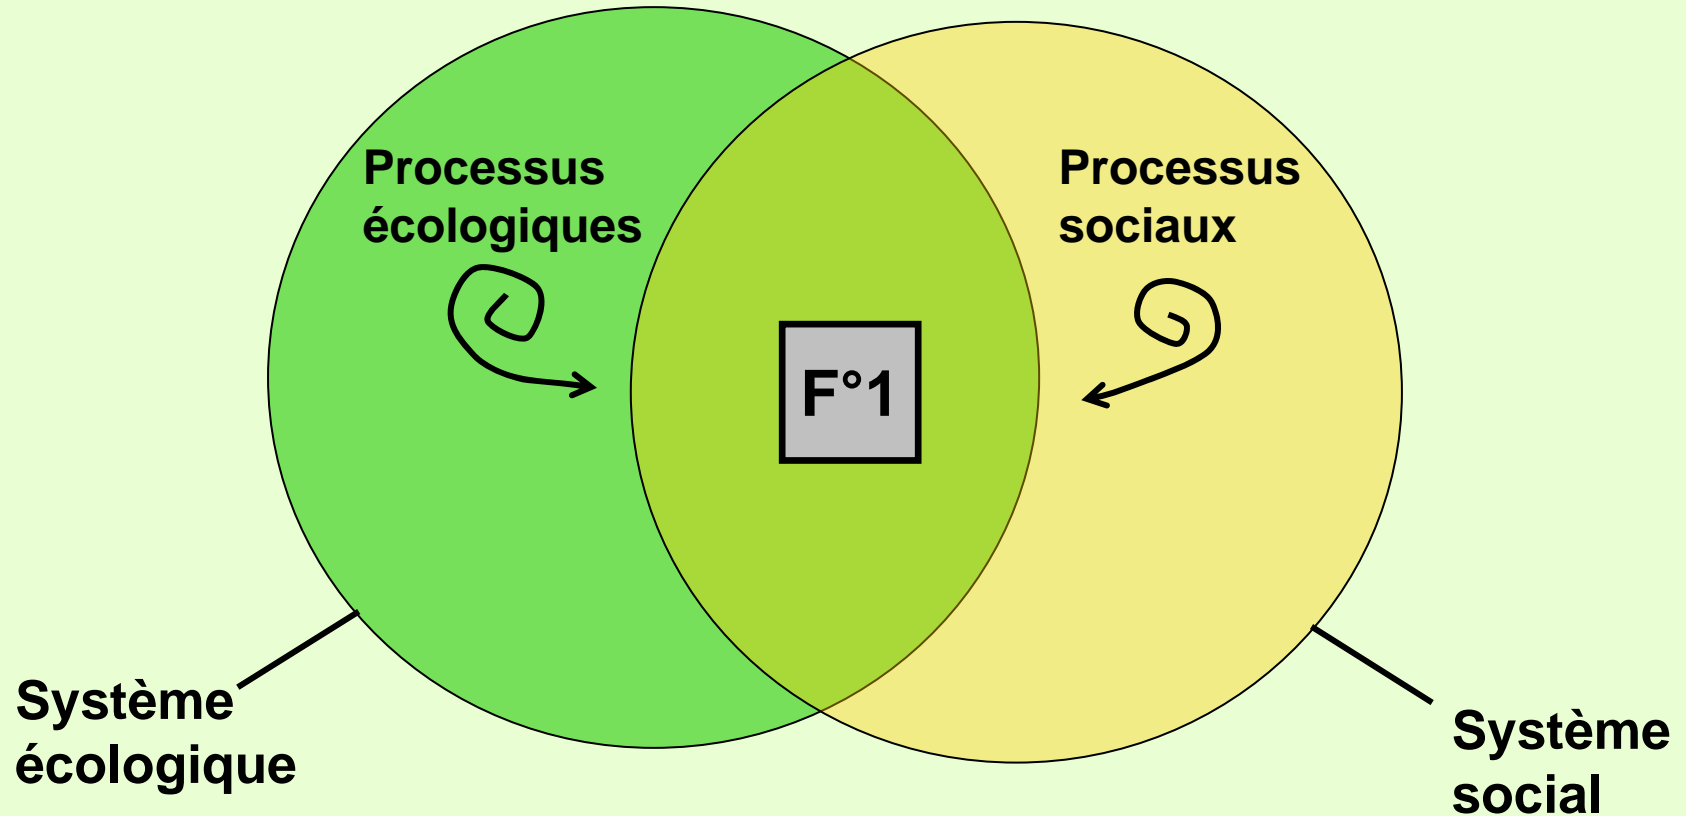 Processus
écologiques
Processus
sociaux
F°1
Système
écologique
Système
social